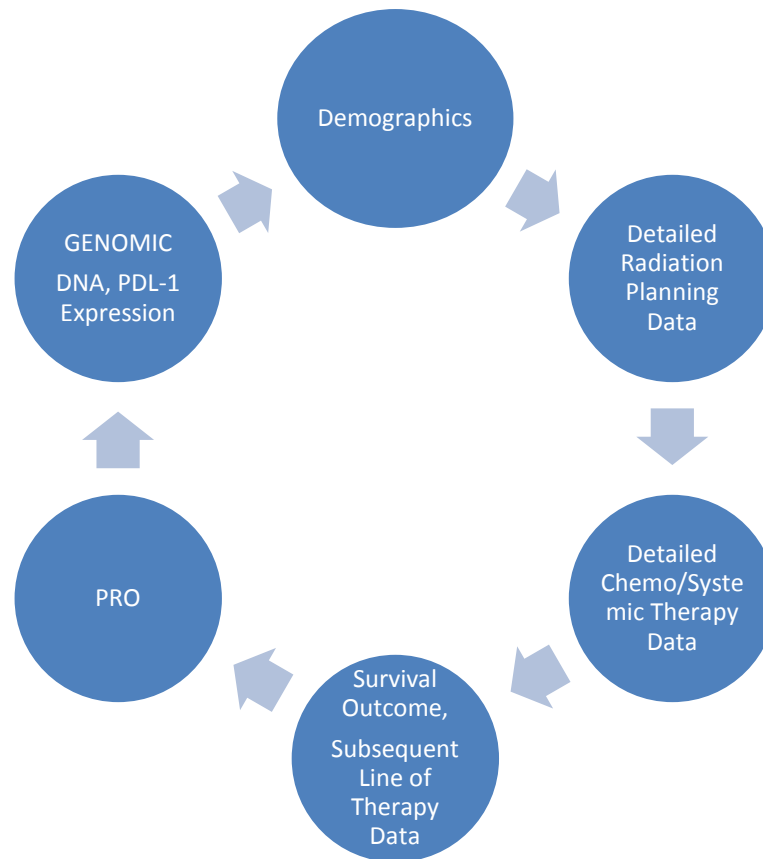 Demographics
Detailed
Radiation
Planning
Data
Detailed
Chemo/Syste
mic Therapy
Data
Survival
Outcome,
Subsequent
Line of
Therapy
Data
PRO
GENOMIC
DNA, PDL-1
Expression